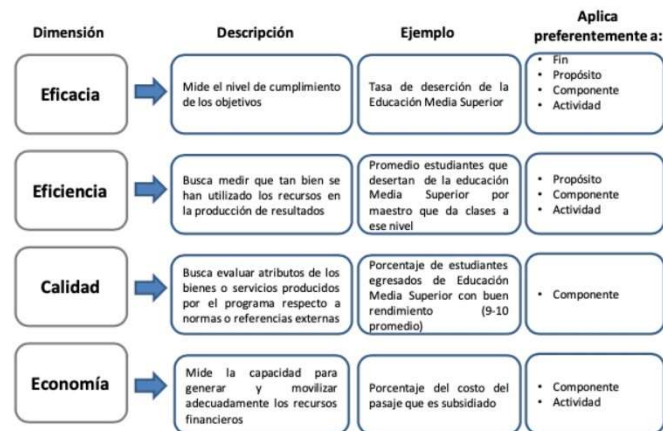 Dimensión
Descripción
Ejemplo
Aplica
preferentemente a:
Eficacia
Mide el nivel de cumplimiento
de los objetivos
Tasa de deserción de la
Educación Media Superior
• Fin
• Propósito
• Componente
• Actividad
Eficiencia
Busca medir que tan bien se
han utilizado los recursos en
la producción de resultados
Promedio estudiantes que
desertan de la educación
Media Superior por
maestro que da clases a
ese nivel
• Propósito
• Componente
• Actividad
Calidad
Busca evaluar atributos de los
bienes o servicios producidos
por el programa respecto a
normas o referencias externas
Porcentaje de estudiantes
egresados de Educación
Media Superior con buen
rendimiento (9-10
promedio)
• Componente
Economía
Mide la capacidad para
generar y movilizar
adecuadamente los recursos
financieros
Porcentaje del costo del
pasaje que es subsidiado
• Componente
• Actividad